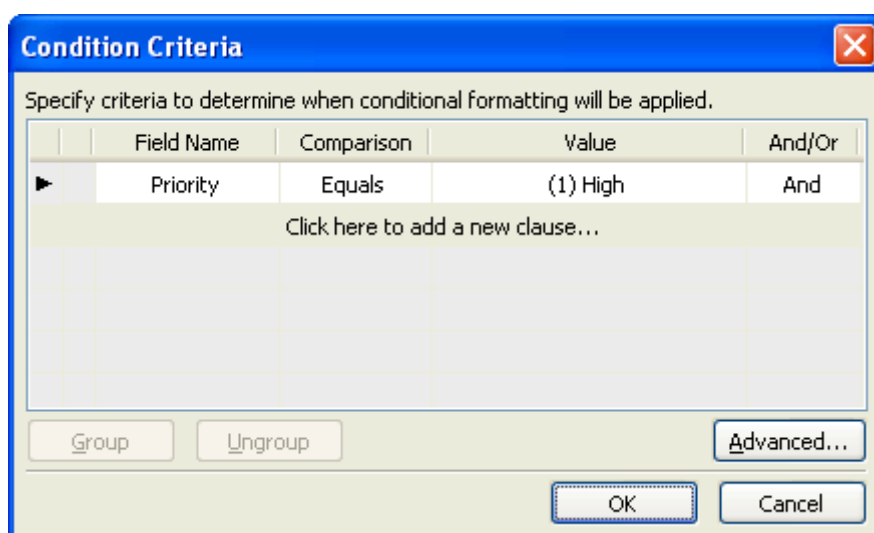 Condition Criteria
Specify criteria to determine when conditional formatting will be applied.
Field Name Comparison Value And/Or
Priority Equals (1) High And
Click here to add a new clause...
Group Ungroup Advanced...
OK Cancel